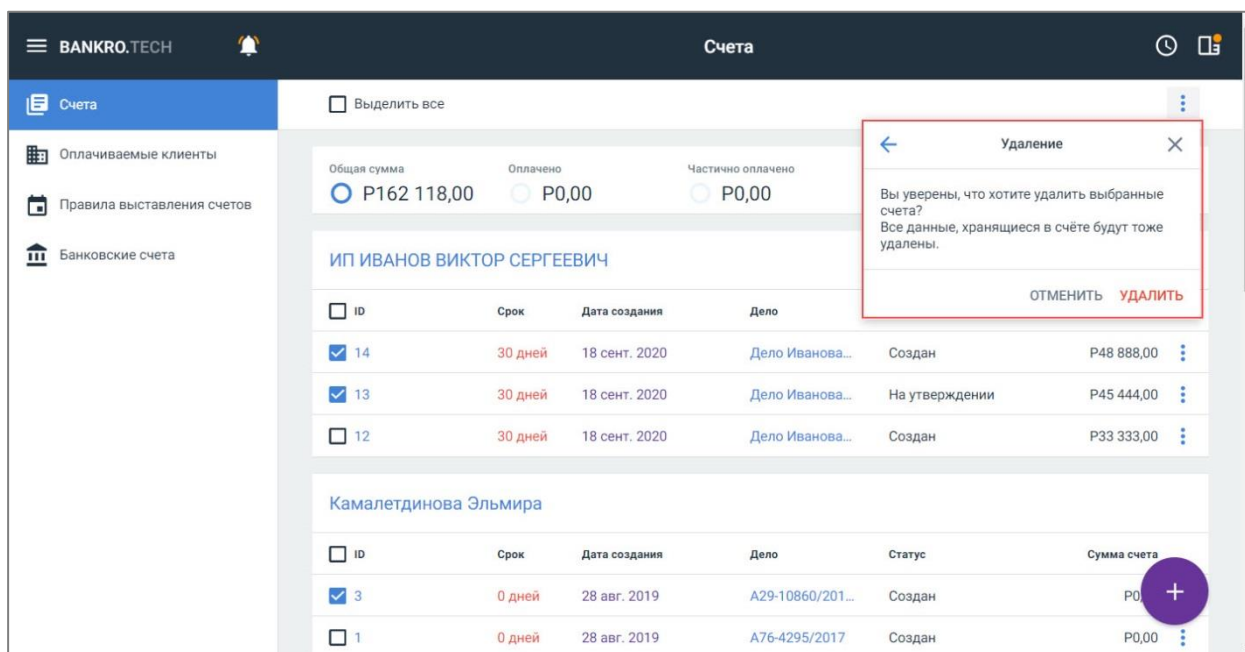 BANKRO.TECH
Счета
Счета
Оплачиваемые клиенты
Правила выставления счетов
Банковские счета
Выделить все
Удаление
Вы уверены, что хотите удалить выбранные
счета?
Все данные, хранящиеся в счёте будут тоже
удалены.
ОТМЕНИТЬ УДАЛИТЬ
Общая сумма Оплачено Частично оплачено
P162 118,00 P0,00 P0,00
ИП ИВАНОВ ВИКТОР СЕРГЕЕВИЧ
ID Срок Дата создания Дело
14 30 дней 18 сент. 2020 Дело Иванова... Создан P48 888,00
13 30 дней 18 сент. 2020 Дело Иванова... На утверждении P45 444,00
12 30 дней 18 сент. 2020 Дело Иванова... Создан P33 333,00
Камалетдинова Эльмира
ID Срок Дата создания Дело Статус Сумма счета
3 0 дней 28 авг. 2019 А29-10860/201... Создан P0,
1 0 дней 28 авг. 2019 А76-4295/2017 Создан P0,00